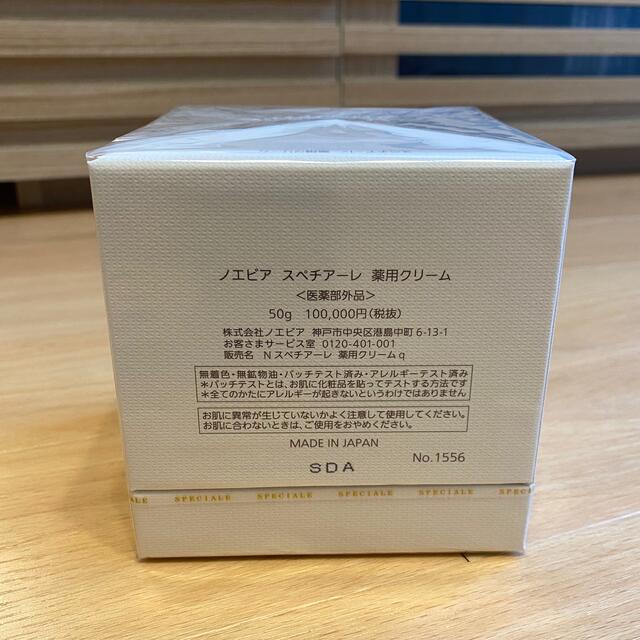 ノエビア スペチアーレ 薬用クリーム
<医薬部外品>
50g 100,000円(税抜)
株式会社ノエビア 神戸市中央区港島中町6-13-1
お客さまサービス室 0120-401-001
販売名 N スペチアーレ 薬用クリームq
無着色・無鉱物油・パッチテスト済み・アレルギーテスト済み
*パッチテストとは、お肌に化粧品を貼ってテストする方法です
*全てのかたにアレルギーが起きないというわけではありません
お肌に異常が生じていないかよく注意して使用してください。
お肌に合わないときは、ご使用をおやめください。
MADE IN JAPAN
SDA
No.1556
IALE SPECIALE SPECIALE SPECIALE SPECIALE SPEC